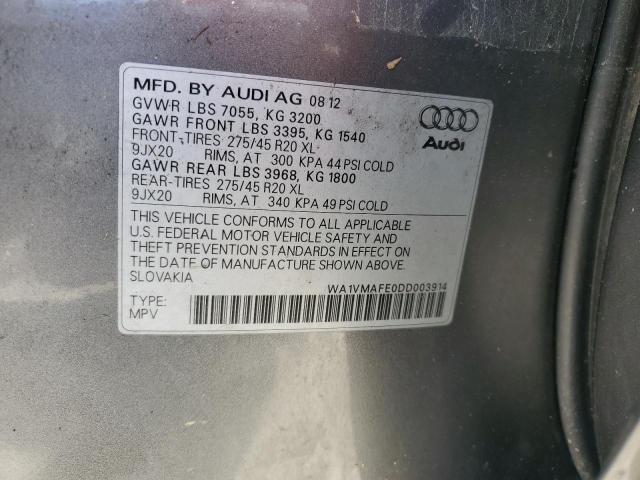 MFD. BY AUDI AG 08 12
GVWR LBS 7055, KG 3200
GAWR FRONT LBS 3395, KG 1540
FRONT-TIRES 275/45 R20 XL
9JX20 RIMS, AT 300 KPA 44 PSI COLD
GAWR REAR LBS 3968, KG 1800
REAR-TIRES 275/45 R20 XL
9JX20 RIMS, AT 340 KPA 49 PSI COLD
Audi
THIS VEHICLE CONFORMS TO ALL APPLICABLE
U.S. FEDERAL MOTOR VEHICLE SAFETY AND
THEFT PREVENTION STANDARDS IN EFFECT ON
THE DATE OF MANUFACTURE SHOWN ABOVE.
SLOVAKIA
WA1VMAFE0DD003914
TYPE:
MPV